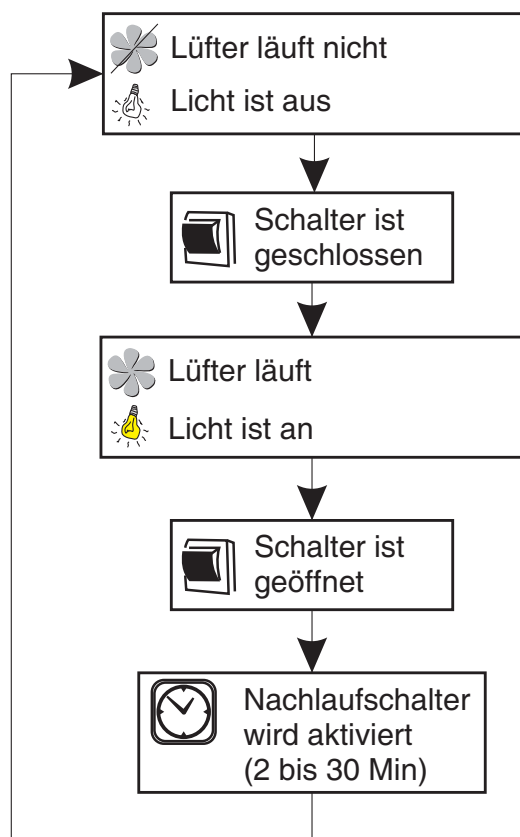 Lüfter läuft nicht
Licht ist aus
Schalter ist
geschlossen
Lüfter läuft
Licht ist an
Schalter ist
geöffnet
Nachlaufschalter
wird aktiviert
(2 bis 30 Min)